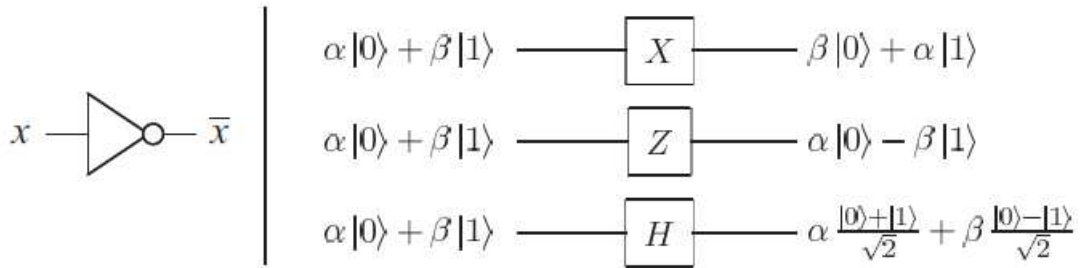 α|0⟩ + β|1⟩ X β|0⟩ + α|1⟩
x x̅ α|0⟩ + β|1⟩ Z α|0⟩ − β|1⟩
α|0⟩ + β|1⟩ H α (|0⟩+|1⟩)/√2 + β (|0⟩−|1⟩)/√2